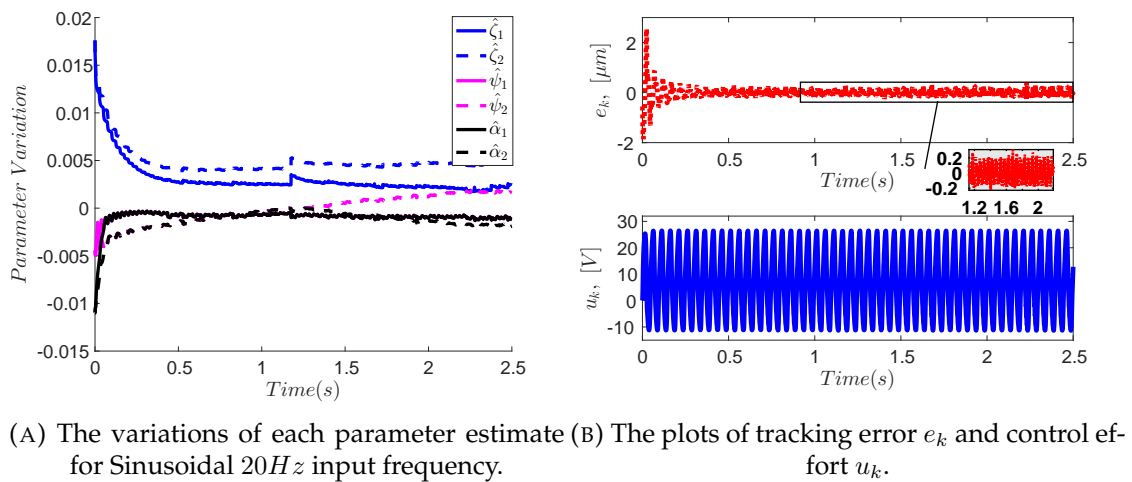 0.02
0.015
0.01
0.005
0
-0.005
-0.01
-0.015
Parameter Variation
0 0.5 1 1.5 2 2.5
Time(s)
ζ̂₁
ζ̂₂
ψ̂₁
ψ̂₂
α̂₁
α̂₂
2
0
-2
eₖ, [μm]
0 0.5 1 1.5 2 2.5
Time(s)
0.2
0
-0.2
1.2 1.6 2
30
20
10
0
-10
uₖ, [V]
0 0.5 1 1.5 2 2.5
Time(s)
(A) The variations of each parameter estimate
for Sinusoidal 20Hz input frequency.
(B) The plots of tracking error eₖ and control ef-
fort uₖ.